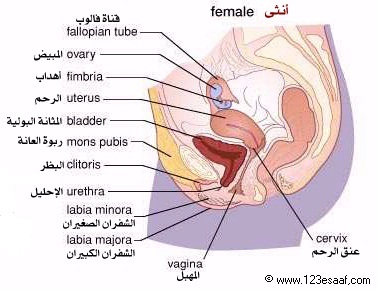 female أنثى
قناة فالوب
fallopian tube
المبيض ovary
أهداب fimbria
الرحم uterus
المثانة البولية bladder
ربوة العانة mons pubis
البظر clitoris
الإحليل urethra
labia minora
الشفران الصغيران
labia majora
الشفران الكبيران
vagina
المهبل
cervix
عنق الرحم
© www.123esaaf.com